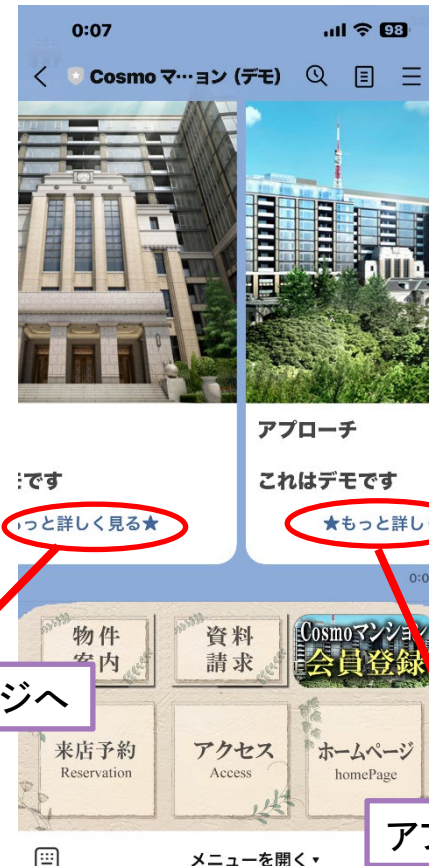 0:07
98
Cosmo マ…ョン (デモ)
アプローチ
です
これはデモです
っと詳しく見る★
★もっと詳し
物件
案内
資料
請求
Cosmoマンション
会員登録
ジへ
来店予約
Reservation
アクセス
Access
ホームページ
homePage
メニューを開く▾